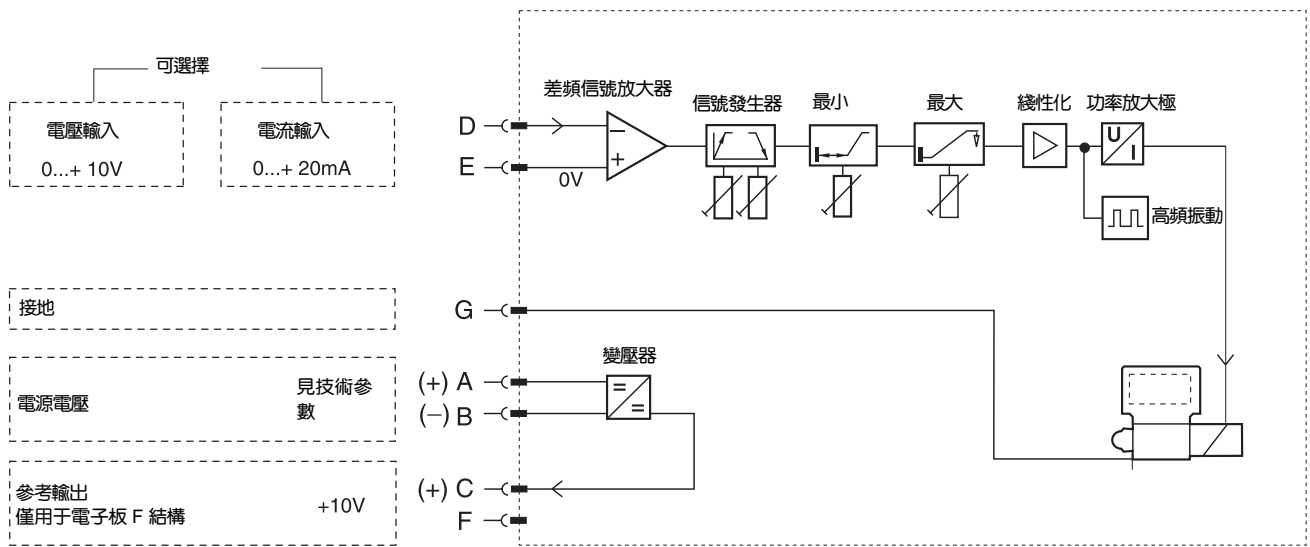 可選擇
電壓輸入
0...+ 10V
電流輸入
0...+ 20mA
接地
電源電壓
見技術參
數
參考輸出
僅用于電子板 F 結構
+10V
D
E
G
(+) A
(−) B
(+) C
F
差頻信號放大器
−
+
0V
信號發生器
最小
最大
綫性化
功率放大極
U
I
高頻振動
變壓器
=
=